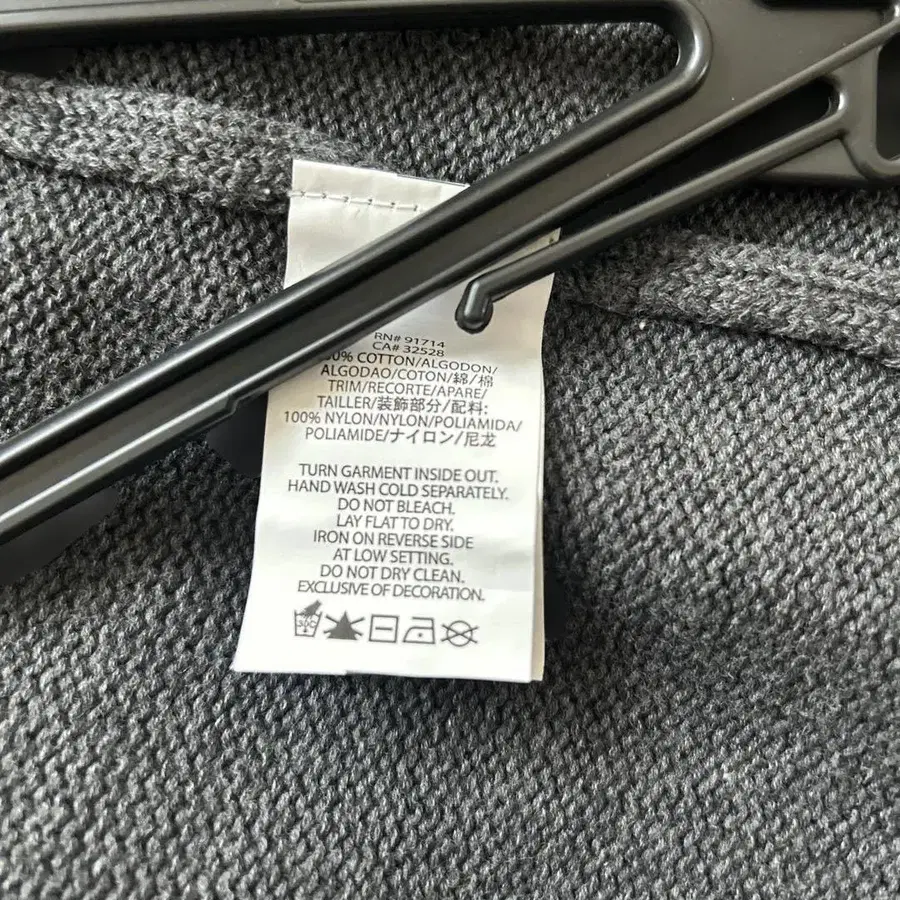 RN# 91714
CA# 32528
COTTON/ALGODON/
ALGODAO/COTON/綿/棉
TRIM/RECORTE/APARE/
TAILLER/装飾部分/配料:
100% NYLON/NYLON/POLIAMIDA/
POLIAMIDE/ナイロン/尼龙
TURN GARMENT INSIDE OUT.
HAND WASH COLD SEPARATELY.
DO NOT BLEACH.
LAY FLAT TO DRY.
IRON ON REVERSE SIDE
AT LOW SETTING.
DO NOT DRY CLEAN.
EXCLUSIVE OF DECORATION.
30C